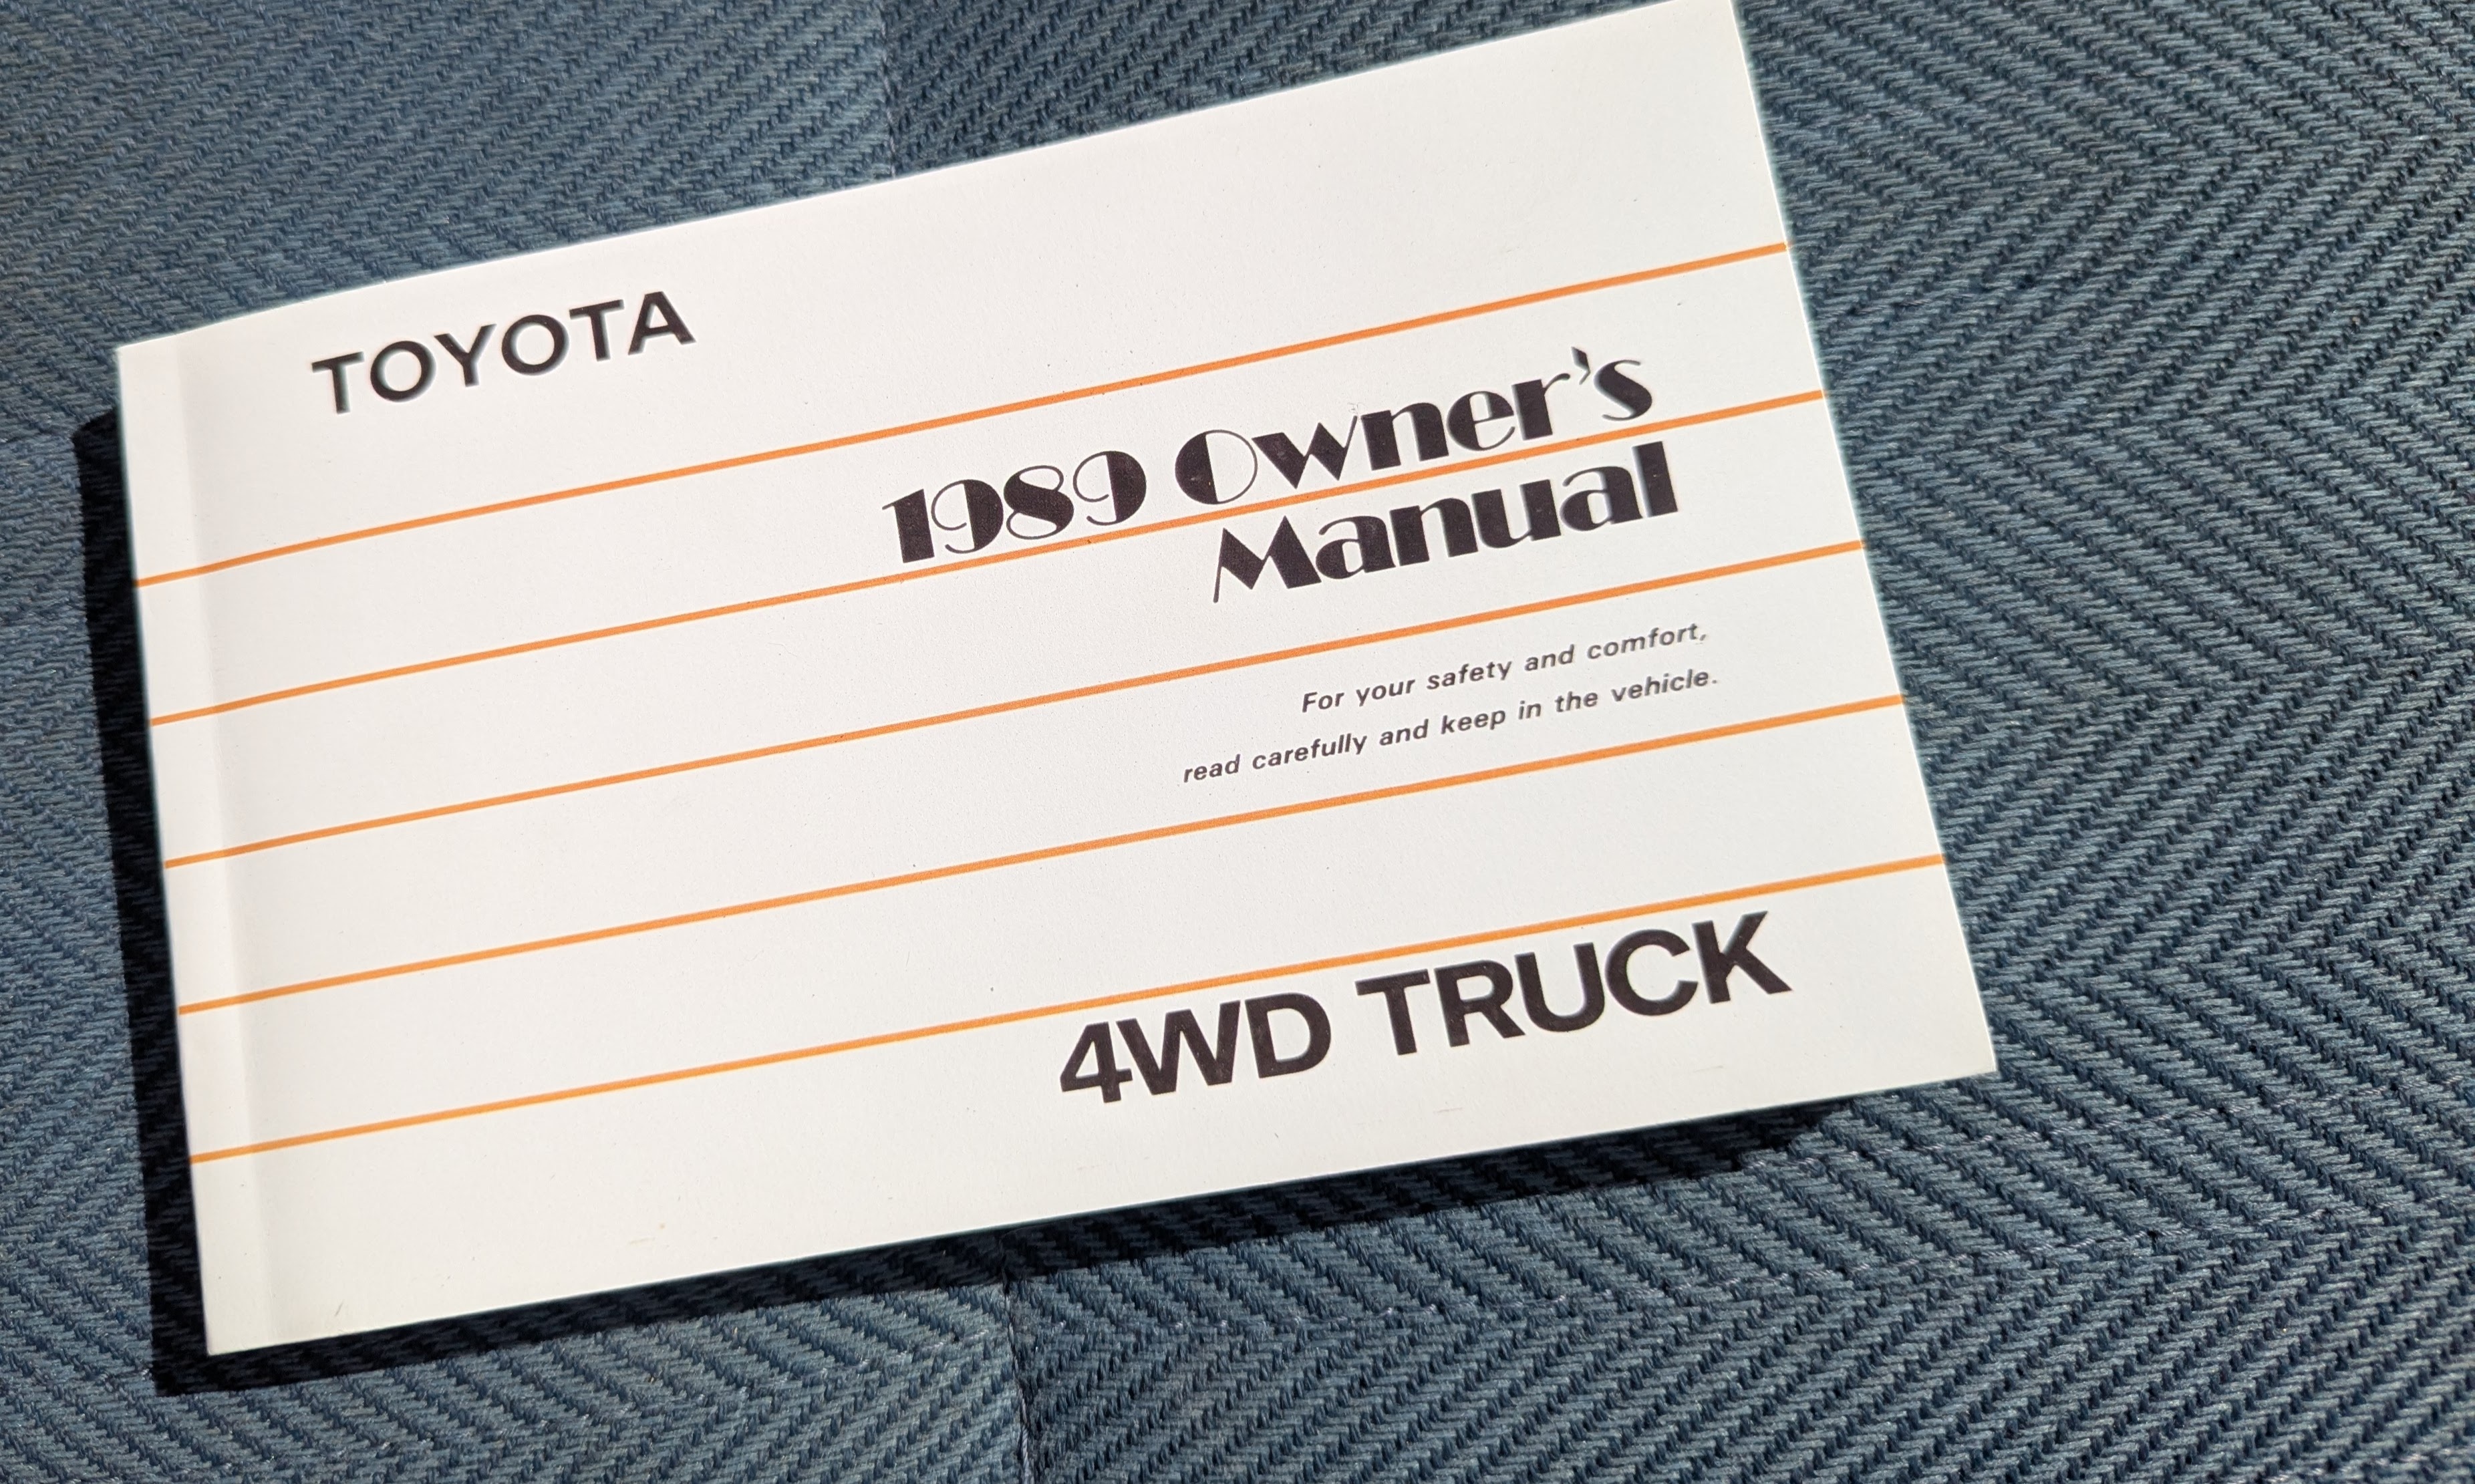 TOYOTA
1989 Owner's
Manual
For your safety and comfort,
read carefully and keep in the vehicle.
4WD TRUCK